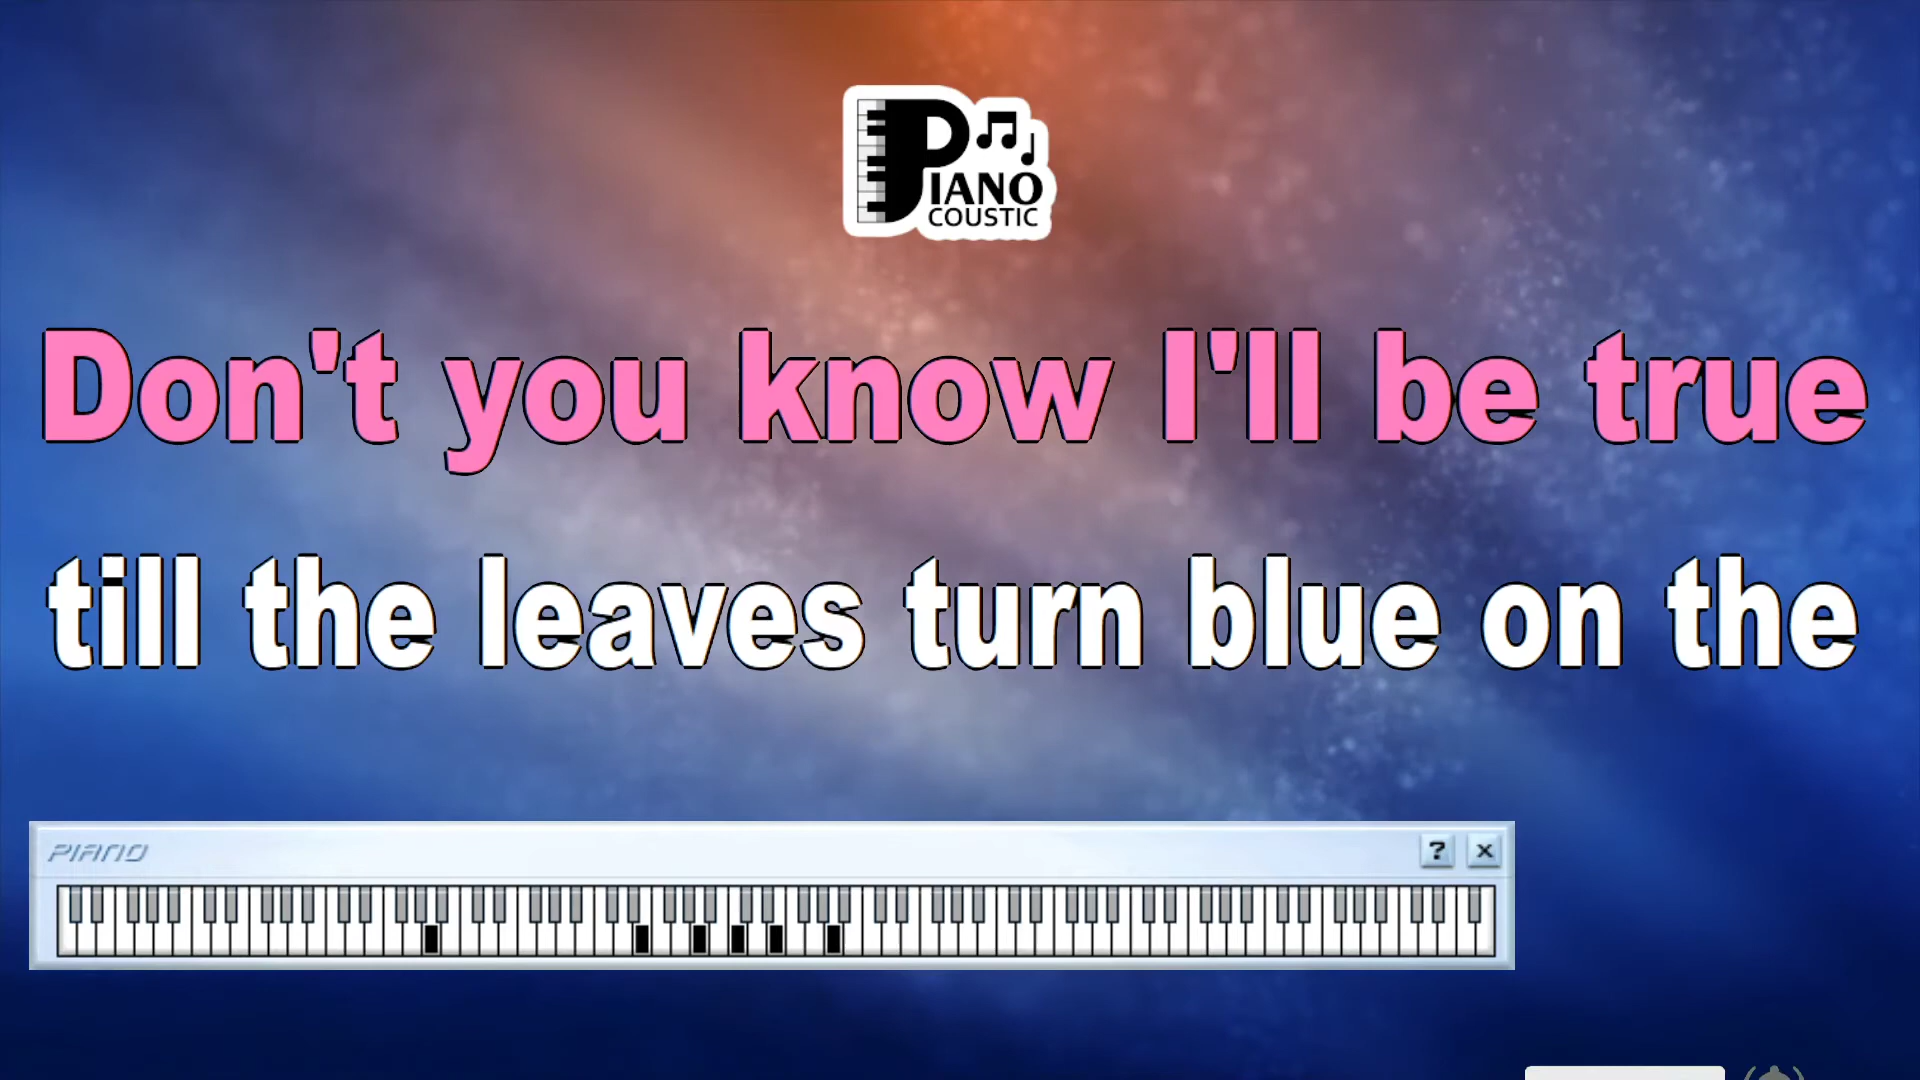 PIANO
COUSTIC
Don't you know I'll be true
till the leaves turn blue on the
PIANO
? X